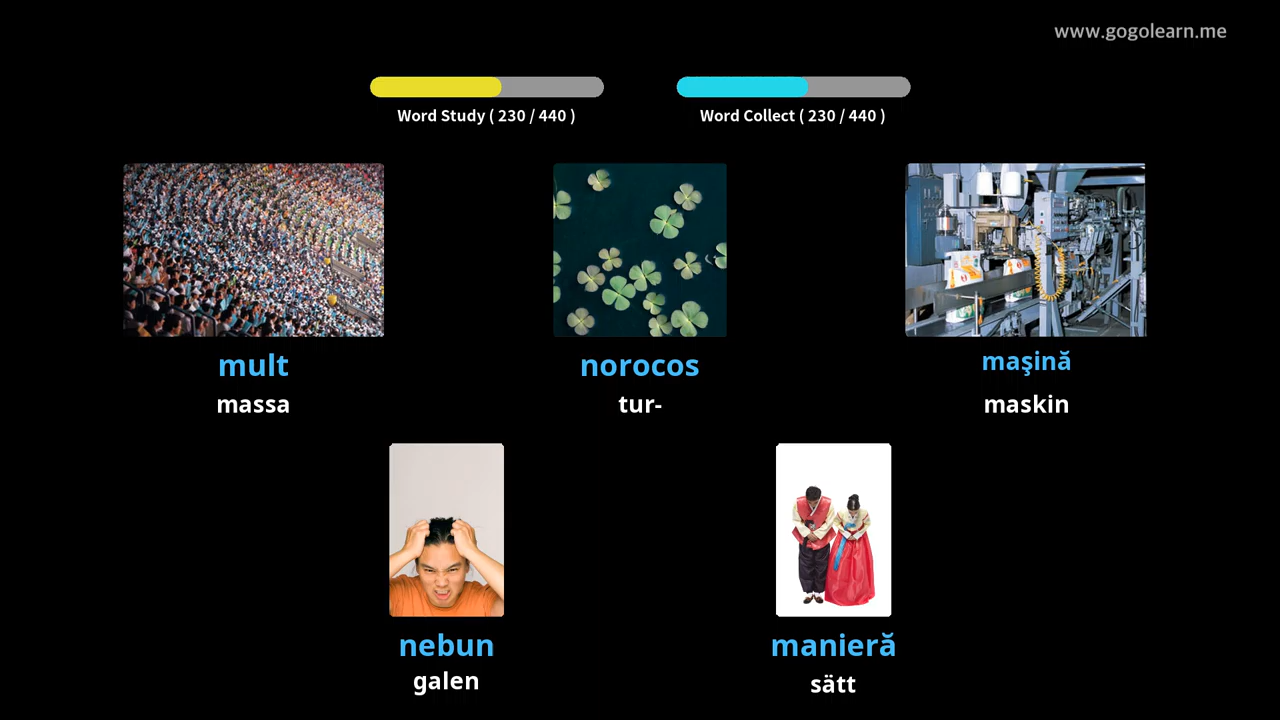 www.gogolearn.me
Word Study ( 230 / 440 )
Word Collect ( 230 / 440 )
mult
massa
norocos
tur-
maşină
maskin
nebun
galen
manieră
sätt